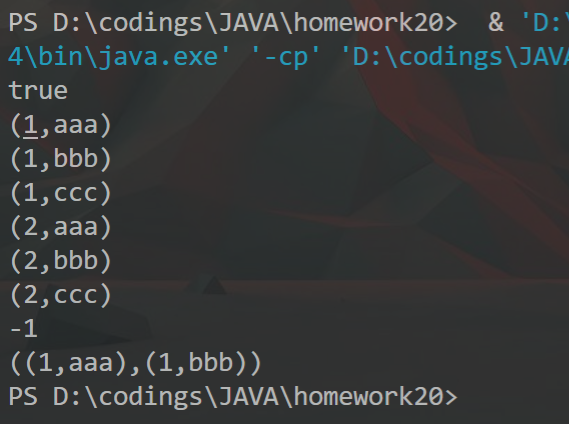 PS D:\codings\JAVA\homework20>  & 'D:\
4\bin\java.exe' '-cp' 'D:\codings\JAVA
true
(1,aaa)
(1,bbb)
(1,ccc)
(2,aaa)
(2,bbb)
(2,ccc)
-1
((1,aaa),(1,bbb))
PS D:\codings\JAVA\homework20>